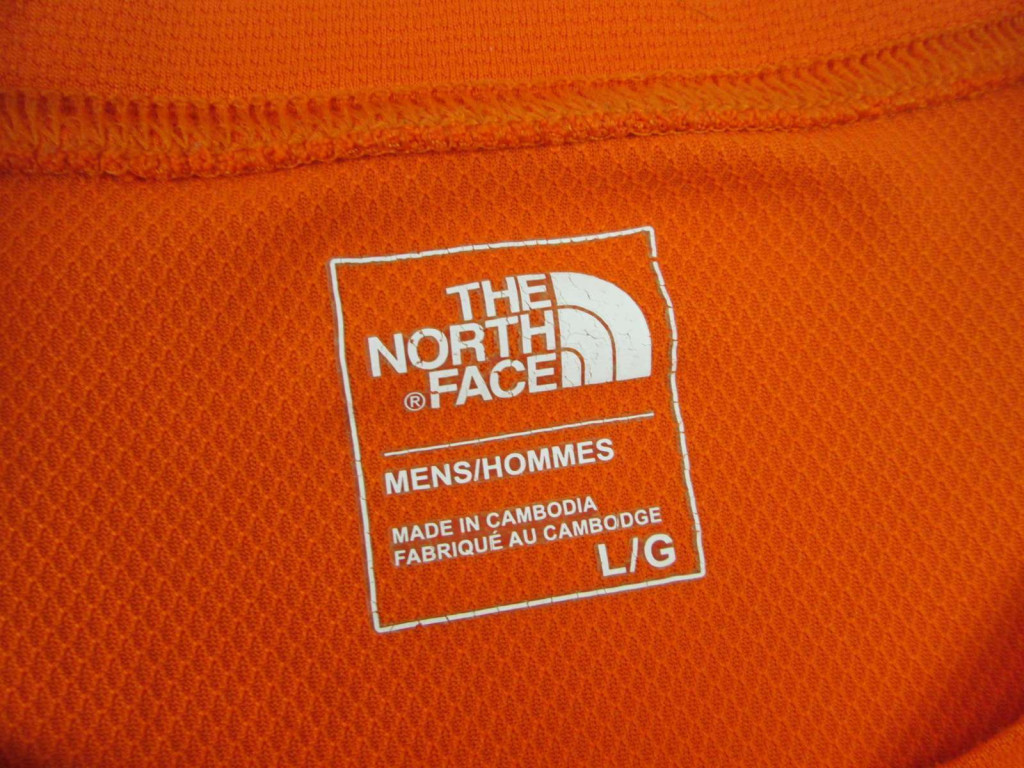 THE
NORTH
® FACE
MENS/HOMMES
MADE IN CAMBODIA
FABRIQUÉ AU CAMBODGE
L/G